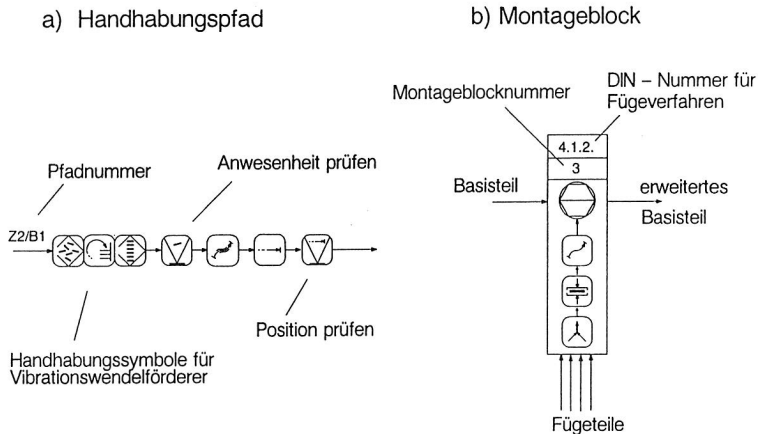 a) Handhabungspfad
Pfadnummer
Anwesenheit prüfen
Z2/B1
Position prüfen
Handhabungssymbole für
Vibrationswendelförderer
b) Montageblock
DIN – Nummer für
Fügeverfahren
Montageblocknummer
4.1.2.
3
Basisteil
erweitertes
Basisteil
Fügeteile